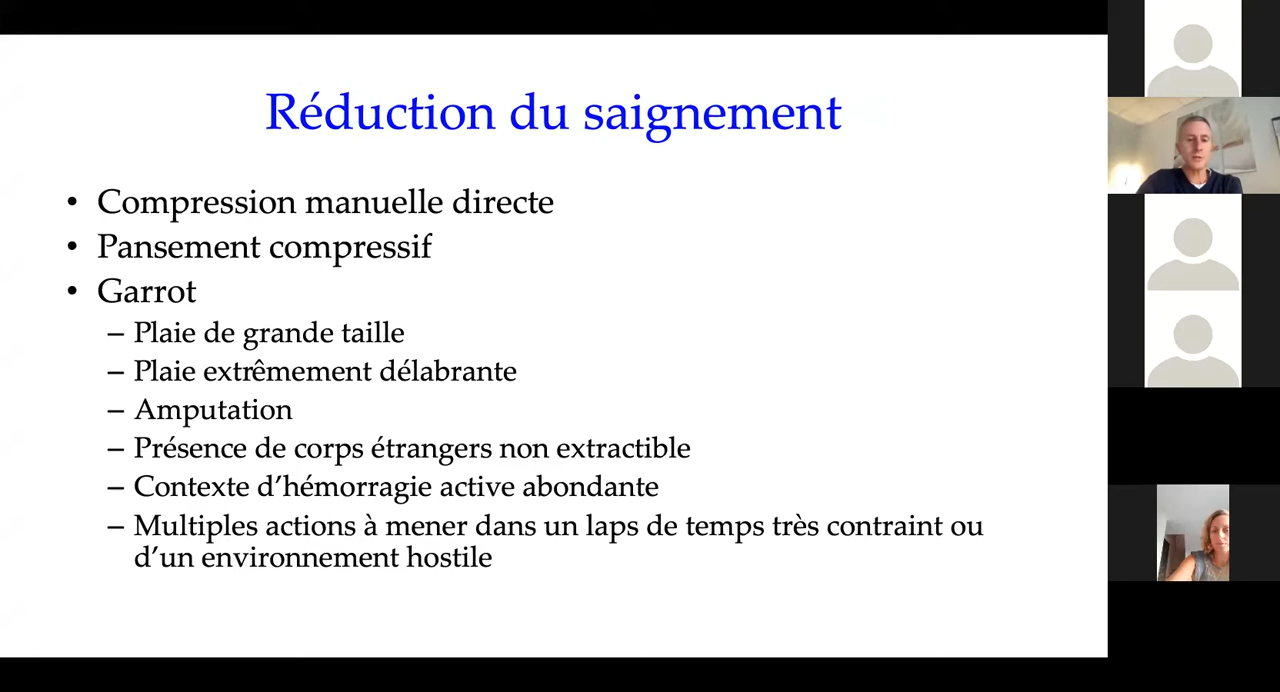 Réduction du saignement
• Compression manuelle directe
• Pansement compressif
• Garrot
– Plaie de grande taille
– Plaie extrêmement délabrante
– Amputation
– Présence de corps étrangers non extractible
– Contexte d’hémorragie active abondante
– Multiples actions à mener dans un laps de temps très contraint ou
d’un environnement hostile